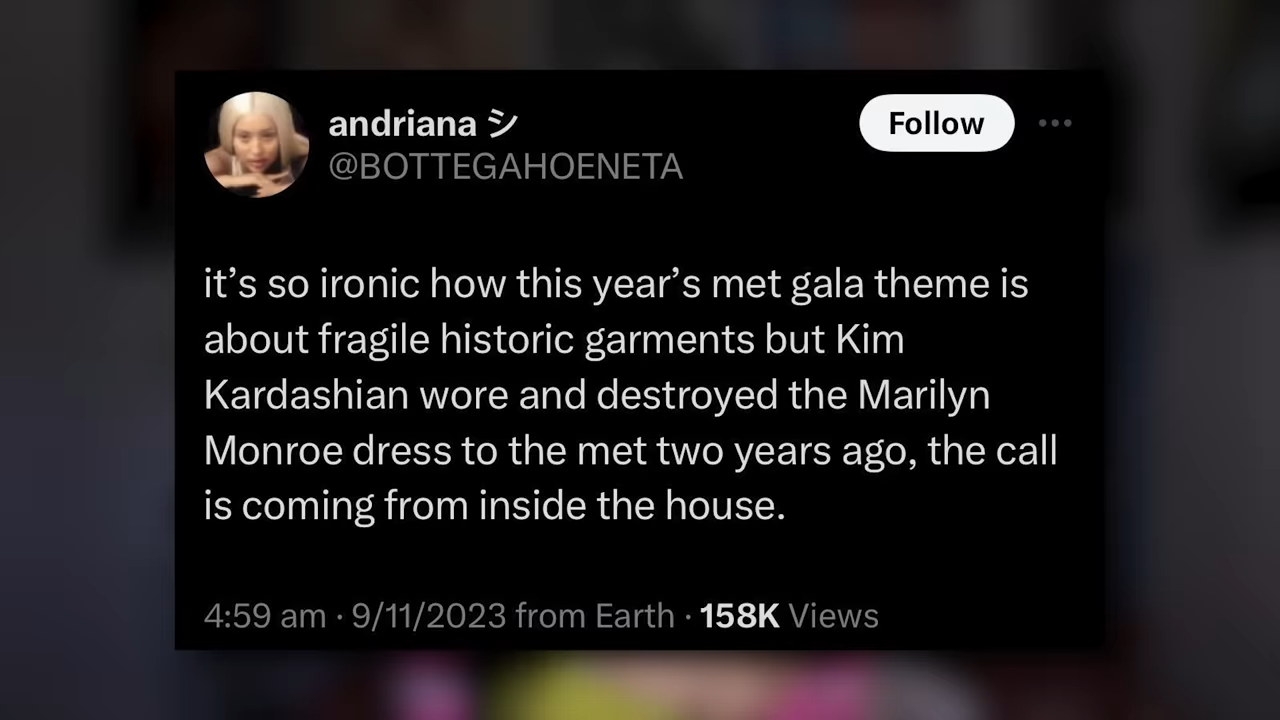 andriana シ
Follow
@BOTTEGAHOENETA
it’s so ironic how this year’s met gala theme is
about fragile historic garments but Kim
Kardashian wore and destroyed the Marilyn
Monroe dress to the met two years ago, the call
is coming from inside the house.
4:59 am · 9/11/2023 from Earth · 158K Views